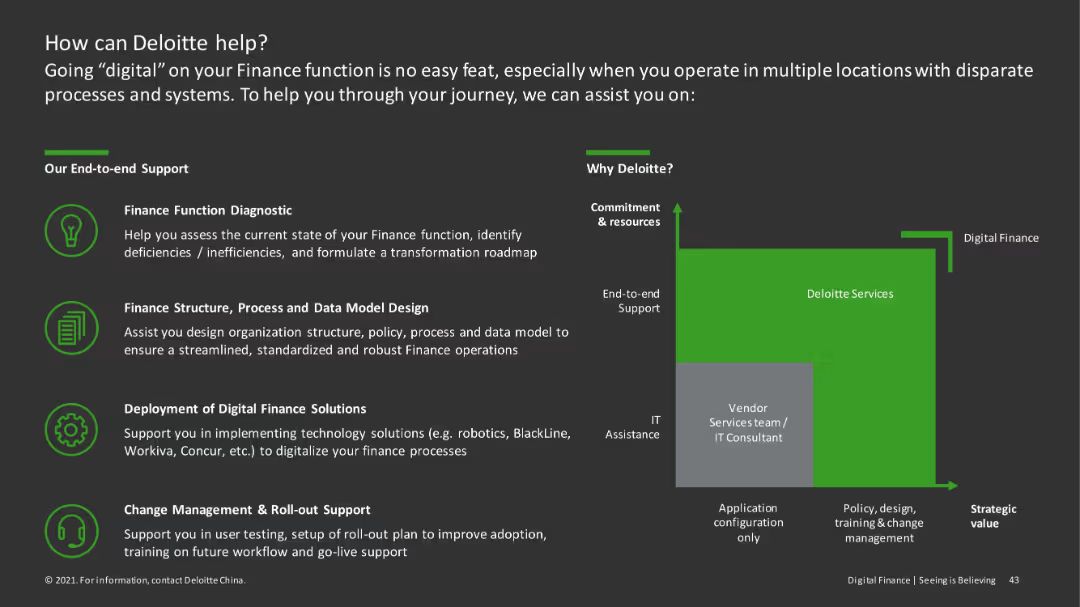 How can Deloitte help?
Going “digital” on your Finance function is no easy feat, especially when you operate in multiple locations with disparate
processes and systems. To help you through your journey, we can assist you on:
Our End-to-end Support
Finance Function Diagnostic
Help you assess the current state of your Finance function, identify
deficiencies / inefficiencies, and formulate a transformation roadmap
Finance Structure, Process and Data Model Design
Assist you design organization structure, policy, process and data model to
ensure a streamlined, standardized and robust Finance operations
Deployment of Digital Finance Solutions
Support you in implementing technology solutions (e.g. robotics, BlackLine,
Workiva, Concur, etc.) to digitalize your finance processes
Change Management & Roll-out Support
Support you in user testing, setup of roll-out plan to improve adoption,
training on future workflow and go-live support
Why Deloitte?
Commitment
& resources
Digital Finance
End-to-end
Support
Deloitte Services
IT
Assistance
Vendor
Services team /
IT Consultant
Application
configuration
only
Policy, design,
training & change
management
Strategic
value
© 2021. For information, contact Deloitte China.
Digital Finance | Seeing is Believing 43